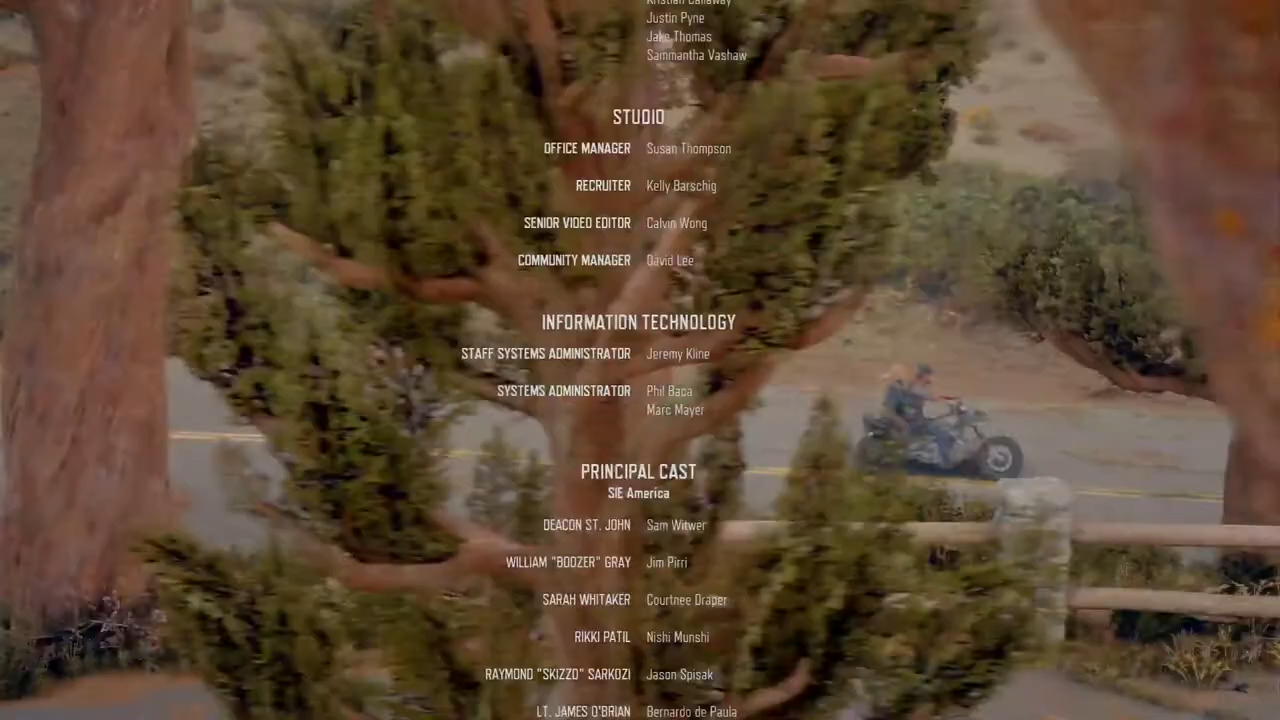 Kristian Callaway
Justin Pyne
Jake Thomas
Sammantha Vashaw
STUDIO
OFFICE MANAGER Susan Thompson
RECRUITER Kelly Barschig
SENIOR VIDEO EDITOR Calvin Wong
COMMUNITY MANAGER David Lee
INFORMATION TECHNOLOGY
STAFF SYSTEMS ADMINISTRATOR Jeremy Kline
SYSTEMS ADMINISTRATOR Phil Baca
Marc Mayer
PRINCIPAL CAST
SIE America
DEACON ST. JOHN Sam Witwer
WILLIAM "BOOZER" GRAY Jim Pirri
SARAH WHITAKER Courtnee Draper
RIKKI PATIL Nishi Munshi
RAYMOND "SKIZZO" SARKOZI Jason Spisak
LT. JAMES O'BRIAN Bernardo de Paula